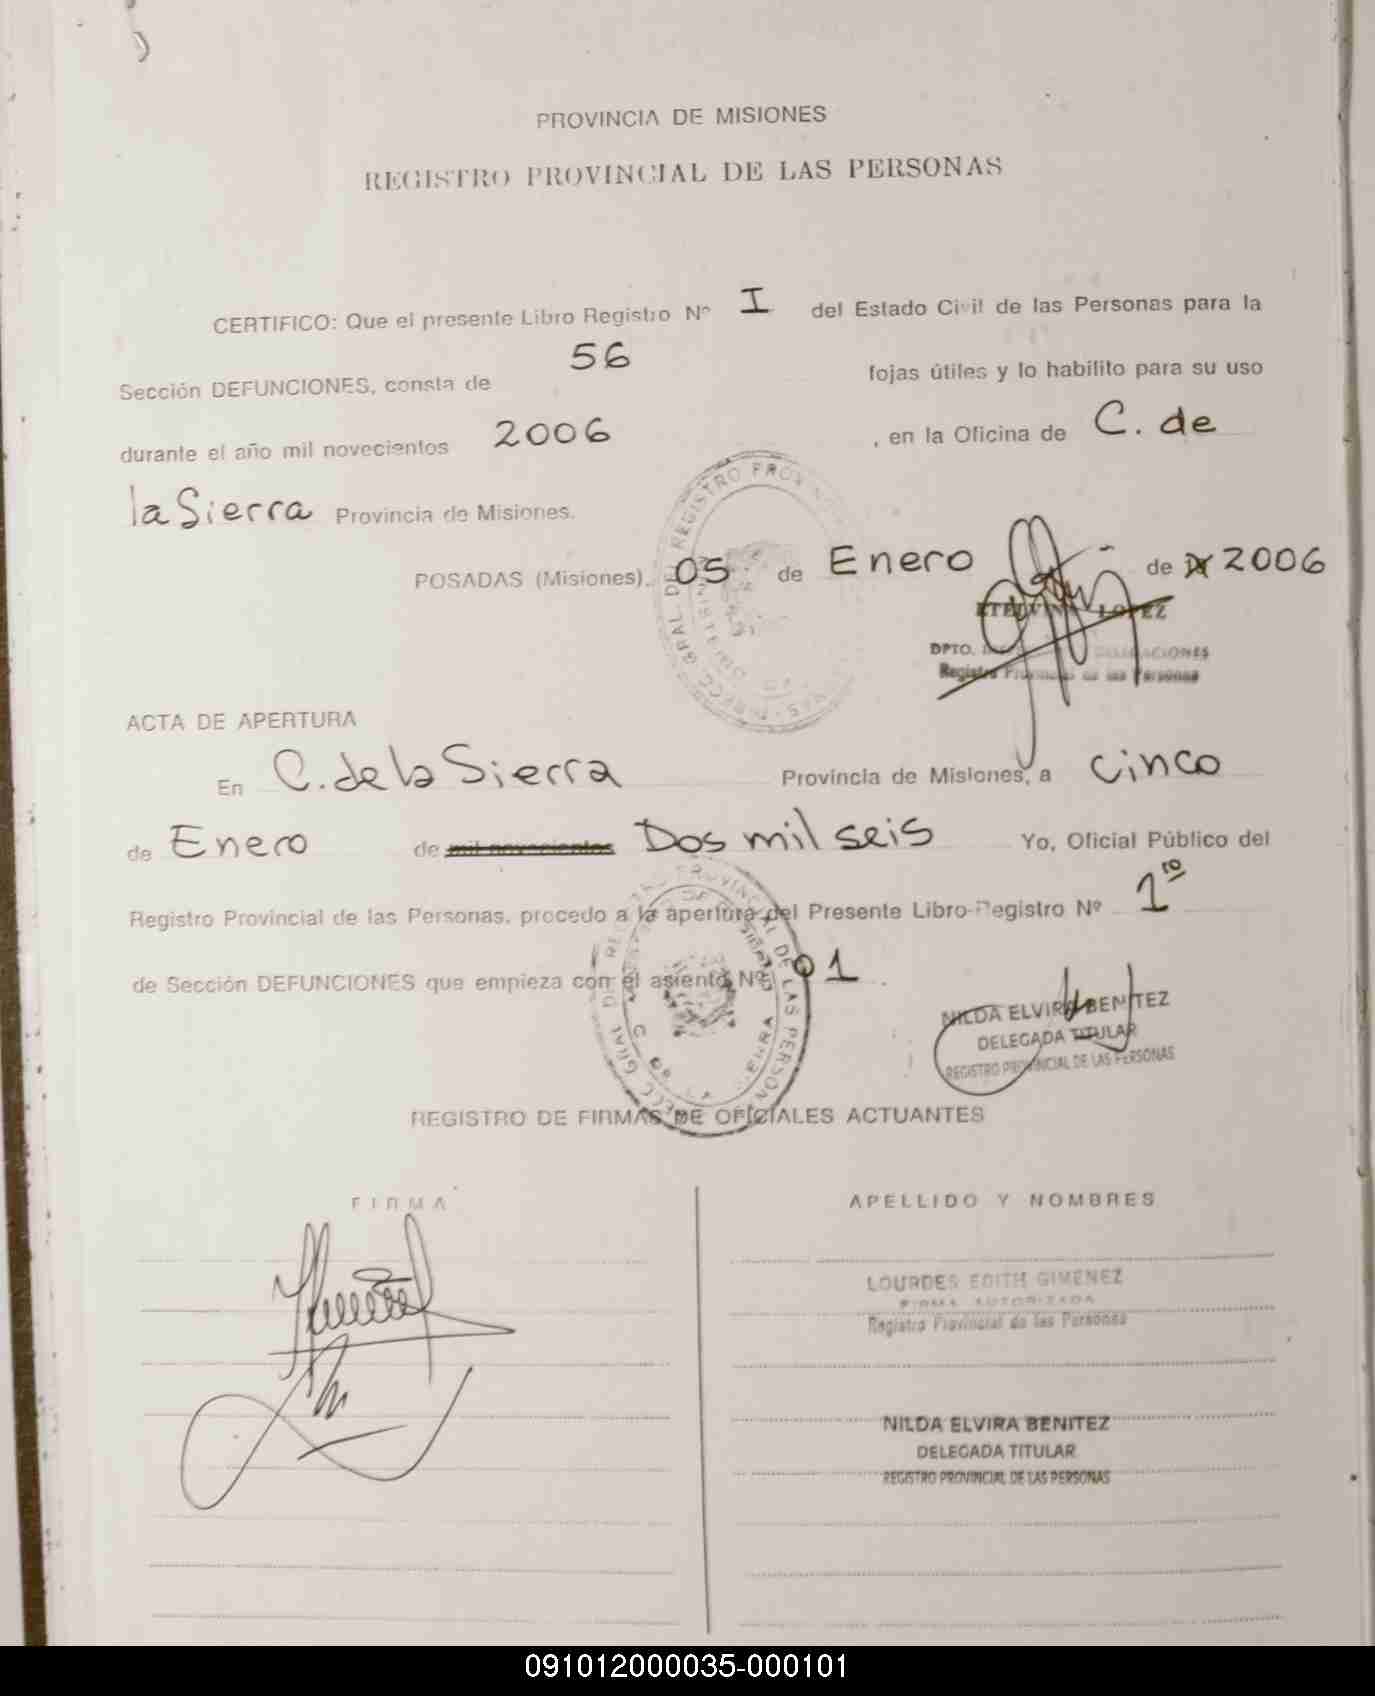 PROVINCIA DE MISIONES
REGISTRO PROVINCIAL DE LAS PERSONAS
CERTIFICO: Que el presente Libro Registro Nº I del Estado Civil de las Personas para la
Sección DEFUNCIONES, consta de 56 fojas útiles y lo habilito para su uso
durante el año mil novecientos 2006, en la Oficina de C. de
la Sierra Provincia de Misiones.
POSADAS (Misiones), 05 de Enero de 2006
ETELVINA LOPEZ
DPTO.
Registro Provincial de las Personas
ACTA DE APERTURA
En C. de la Sierra Provincia de Misiones, a cinco
de Enero de mil novecientos Dos mil seis Yo, Oficial Público del
Registro Provincial de las Personas, procedo a la apertura del Presente Libro-Registro Nº 1ro
de Sección DEFUNCIONES que empieza con el asiento Nº 01.
NILDA ELVIRA BENITEZ
DELEGADA TITULAR
REGISTRO PROVINCIAL DE LAS PERSONAS
REGISTRO DE FIRMAS DE OFICIALES ACTUANTES
FIRMA APELLIDO Y NOMBRES
LOURDES EDITH GIMENEZ
FIRMA AUTORIZADA
Registro Provincial de las Personas
NILDA ELVIRA BENITEZ
DELEGADA TITULAR
REGISTRO PROVINCIAL DE LAS PERSONAS
091012000035-000101